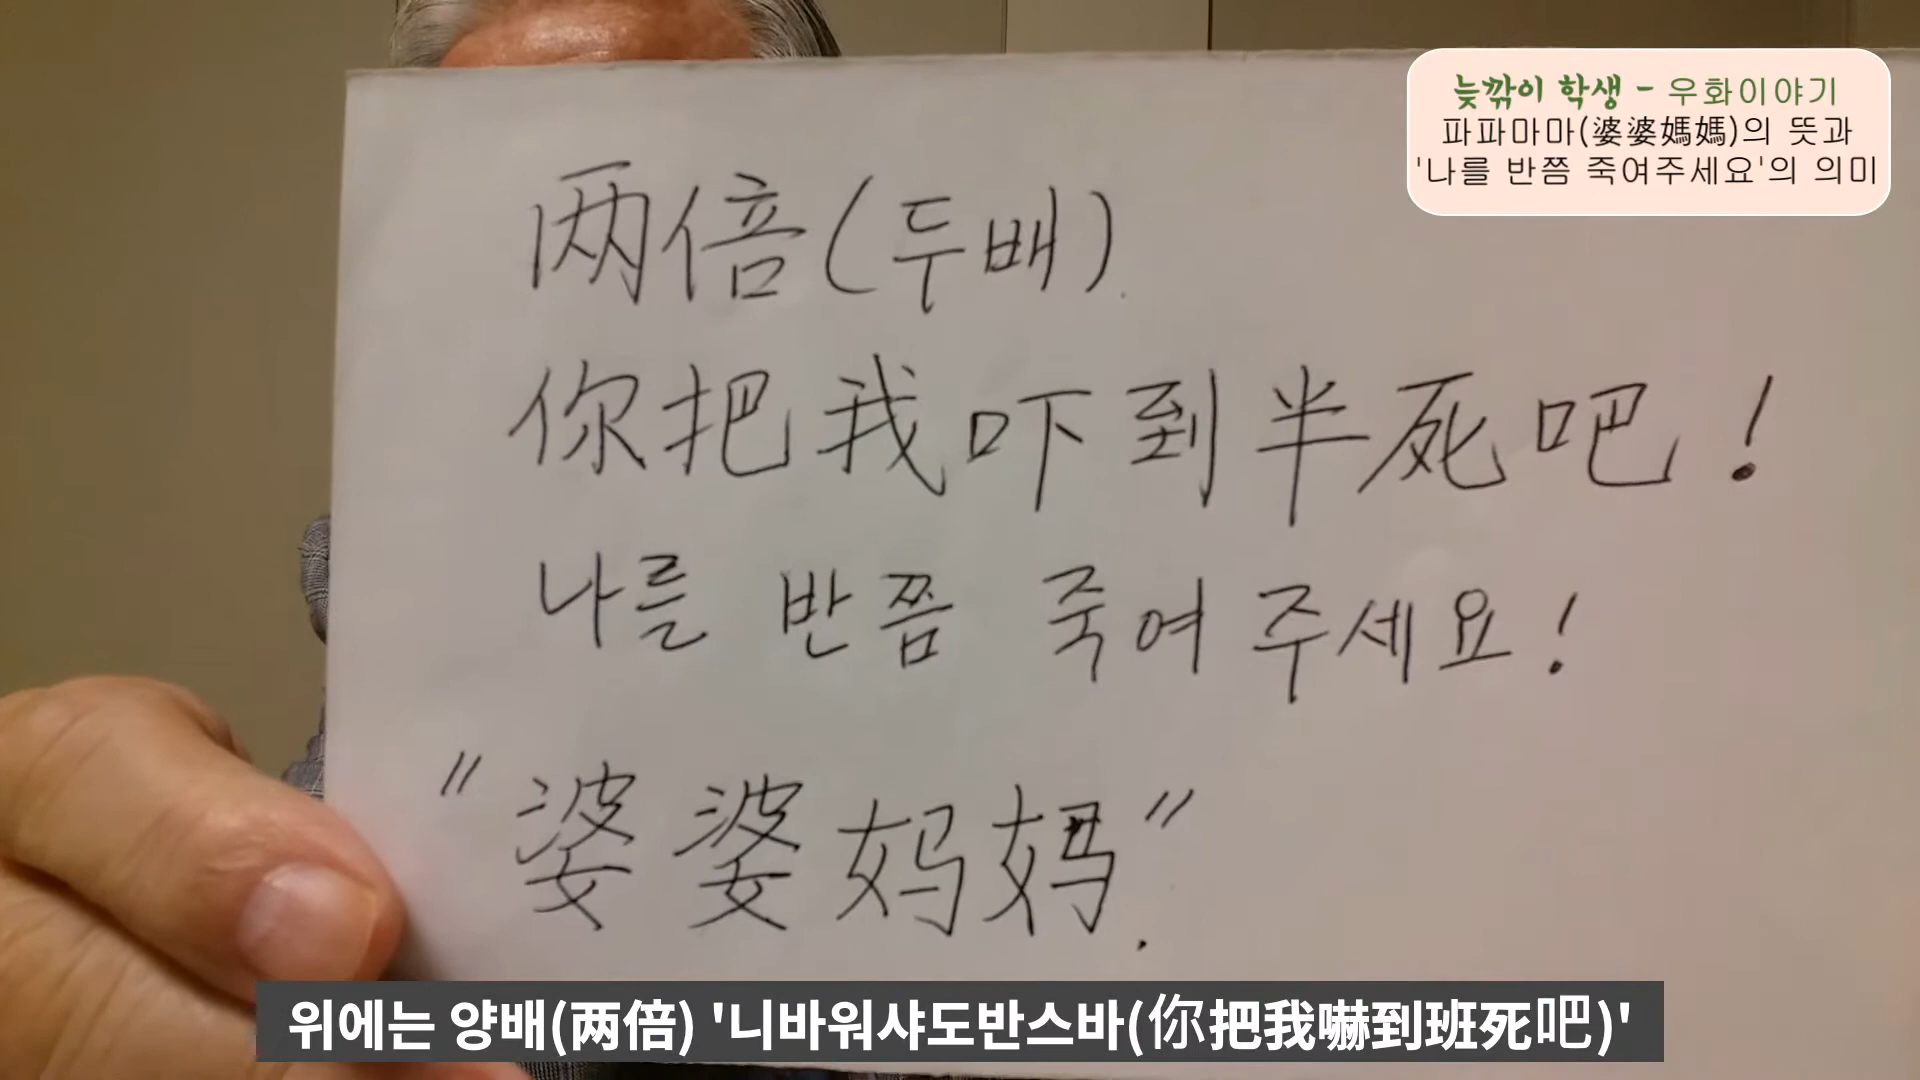 늦깎이 학생 - 우화이야기
파파마마(婆婆媽媽)의 뜻과
'나를 반쯤 죽여주세요'의 의미
两倍(두배).
你把我吓到半死吧!
나를 반쯤 죽여주세요!
"婆婆妈妈".
위에는 양배(两倍) '니바워샤도반스바(你把我嚇到班死吧)'